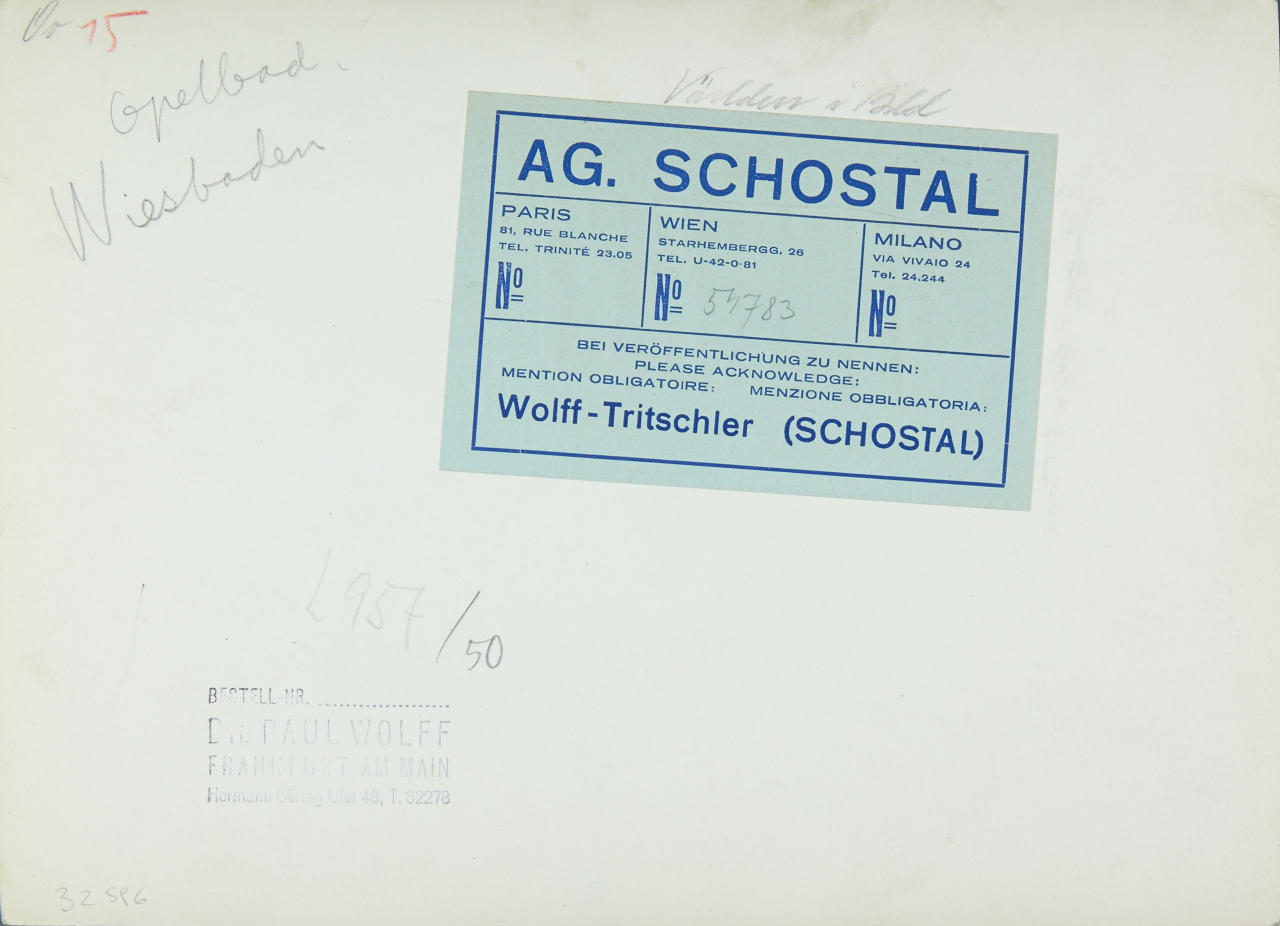 15
Opelbad.
Wiesbaden
Världen i Bild
AG. SCHOSTAL
PARIS
81, RUE BLANCHE
TEL. TRINITÉ 23.05
Nº
WIEN
STARHEMBERGG. 26
TEL. U-42-0-81
Nº 54783
MILANO
VIA VIVAIO 24
Tel. 24.244
Nº
BEI VERÖFFENTLICHUNG ZU NENNEN:
PLEASE ACKNOWLEDGE:
MENTION OBLIGATOIRE: MENZIONE OBBLIGATORIA:
Wolff-Tritschler (SCHOSTAL)
L 957/50
BESTELL-NR. ....................
DR. PAUL WOLFF
FRANKFURT AM MAIN
Hermann Göring Ufer 48, T. 32278